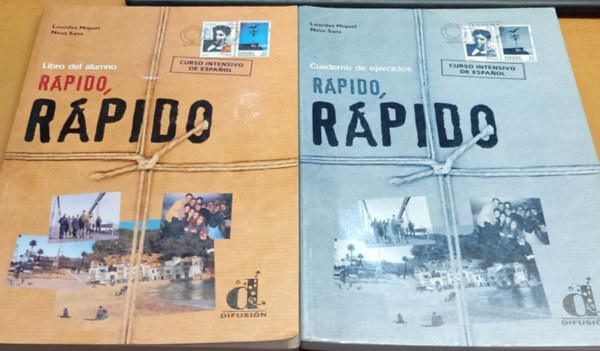 Lourdes Miquel
Neus Sans
Libro del alumno
CURSO INTENSIVO
DE ESPAÑOL
RÁPIDO,
RÁPIDO
d
DIFUSIÓN
Lourdes Miquel
Neus Sans
Cuaderno de ejercicios
CURSO INTENSIVO
DE ESPAÑOL
RÁPIDO,
RÁPIDO
d
DIFUSIÓN